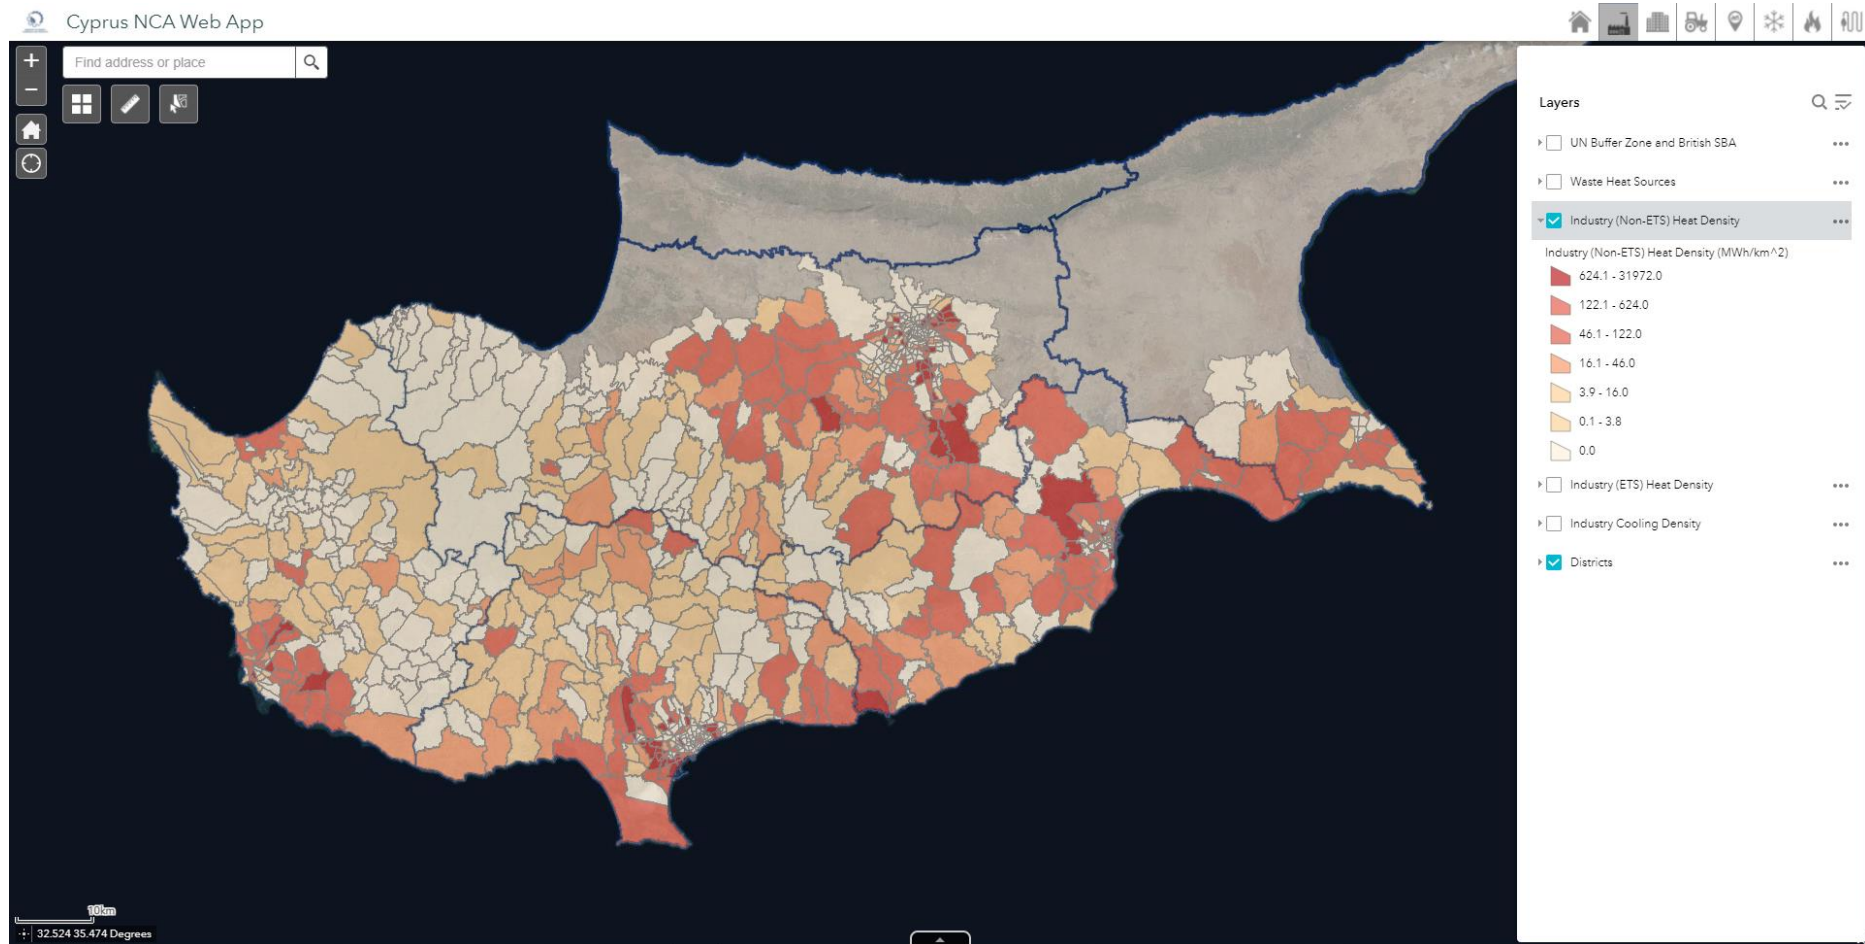 Cyprus NCA Web App
Find address or place
Layers
UN Buffer Zone and British SBA
Waste Heat Sources
Industry (Non-ETS) Heat Density
Industry (Non-ETS) Heat Density (MWh/km^2)
624.1 - 31972.0
122.1 - 624.0
46.1 - 122.0
16.1 - 46.0
3.9 - 16.0
0.1 - 3.8
0.0
Industry (ETS) Heat Density
Industry Cooling Density
Districts
10km
32.524 35.474 Degrees